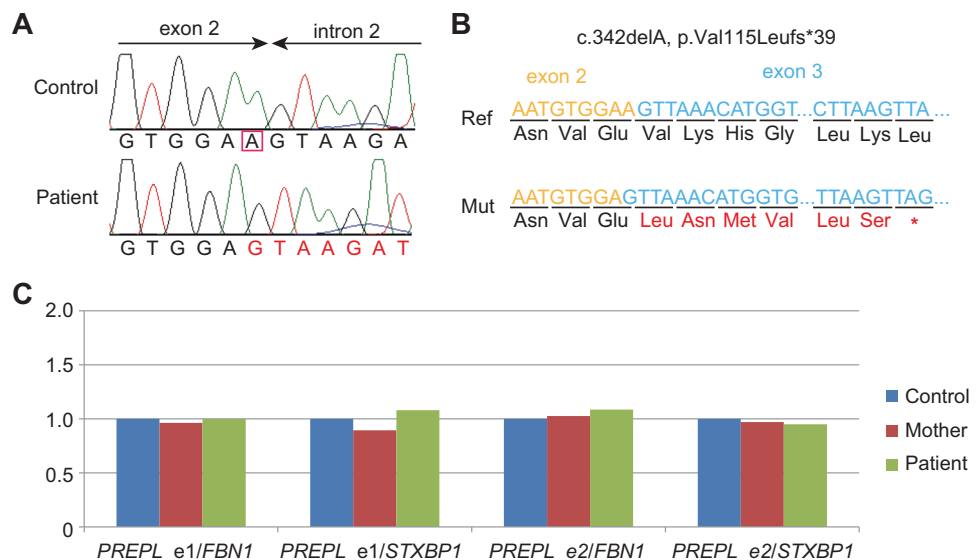 A
exon 2 intron 2
Control
G T G G A A G T A A G A
Patient
G T G G A G T A A G A T
B
c.342delA, p.Val115Leufs*39
exon 2 exon 3
Ref
AATGTGGAAGTTAAACATGGT...CTTAAGTTA...
Asn Val Glu Val Lys His Gly Leu Lys Leu
Mut
AATGTGGAGTTAAACATGGTG...TTAAGTTAG...
Asn Val Glu Leu Asn Met Val Leu Ser *
C
2.0
1.5
1.0
0.5
0
PREPL e1/FBN1 PREPL e1/STXBP1 PREPL e2/FBN1 PREPL e2/STXBP1
Control
Mother
Patient